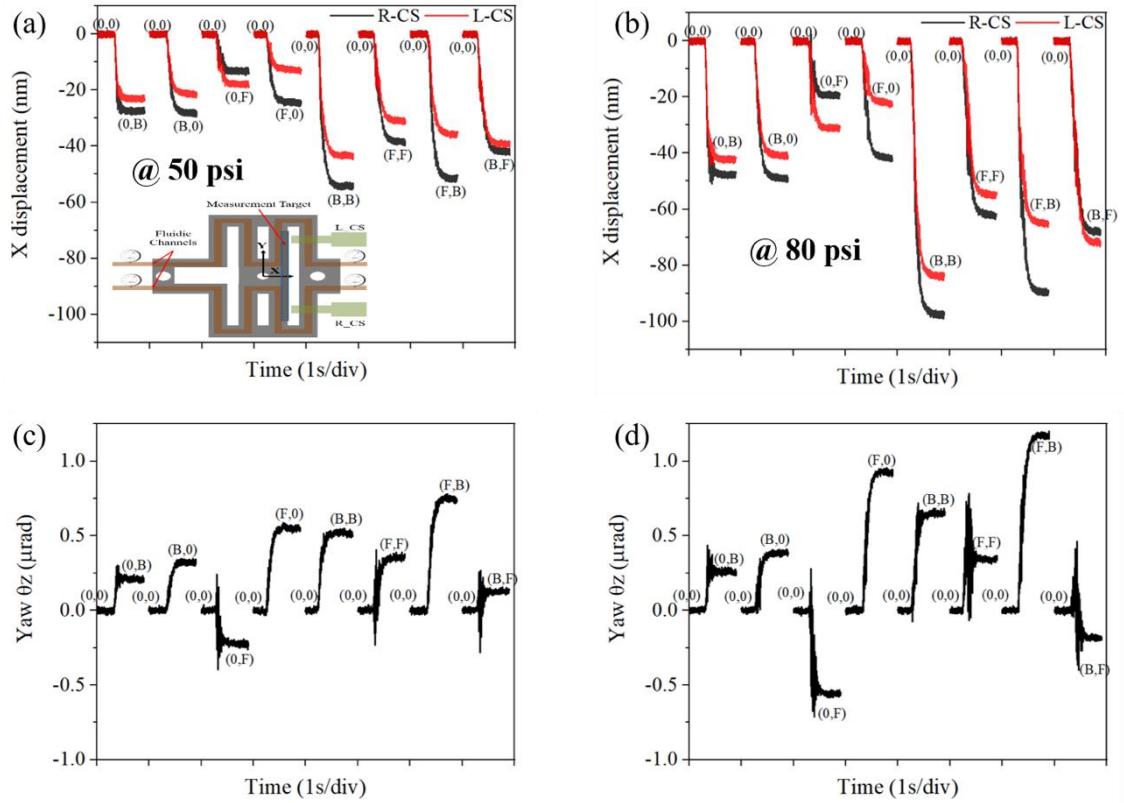 (a)
R-CS L-CS
(0,0) (0,0) (0,0) (0,0) (0,0) (0,0) (0,0) (0,0)
0
-20
-40
-60
-80
-100
X displacement (nm)
(0,B) (B,0) (0,F) (F,0) (B,B) (F,F) (F,B) (B,F)
@ 50 psi
Measurement Target
Fluidic
Channels
L_CS
Y
X
R_CS
Time (1s/div)
(b)
R-CS L-CS
(0,0) (0,0) (0,0) (0,0) (0,0) (0,0) (0,0) (0,0)
0
-20
-40
-60
-80
-100
X displacement (nm)
(0,B) (B,0) (0,F) (F,0) (B,B) (F,F) (F,B) (B,F)
@ 80 psi
Time (1s/div)
(c)
1.0
0.5
0.0
-0.5
-1.0
Yaw θz (μrad)
(0,B) (B,0) (0,F) (F,0) (B,B) (F,F) (F,B) (B,F)
(0,0) (0,0) (0,0) (0,0) (0,0) (0,0) (0,0) (0,0)
Time (1s/div)
(d)
1.0
0.5
0.0
-0.5
-1.0
Yaw θz (μrad)
(0,B) (B,0) (0,F) (F,0) (B,B) (F,F) (F,B) (B,F)
(0,0) (0,0) (0,0) (0,0) (0,0) (0,0) (0,0) (0,0)
Time (1s/div)